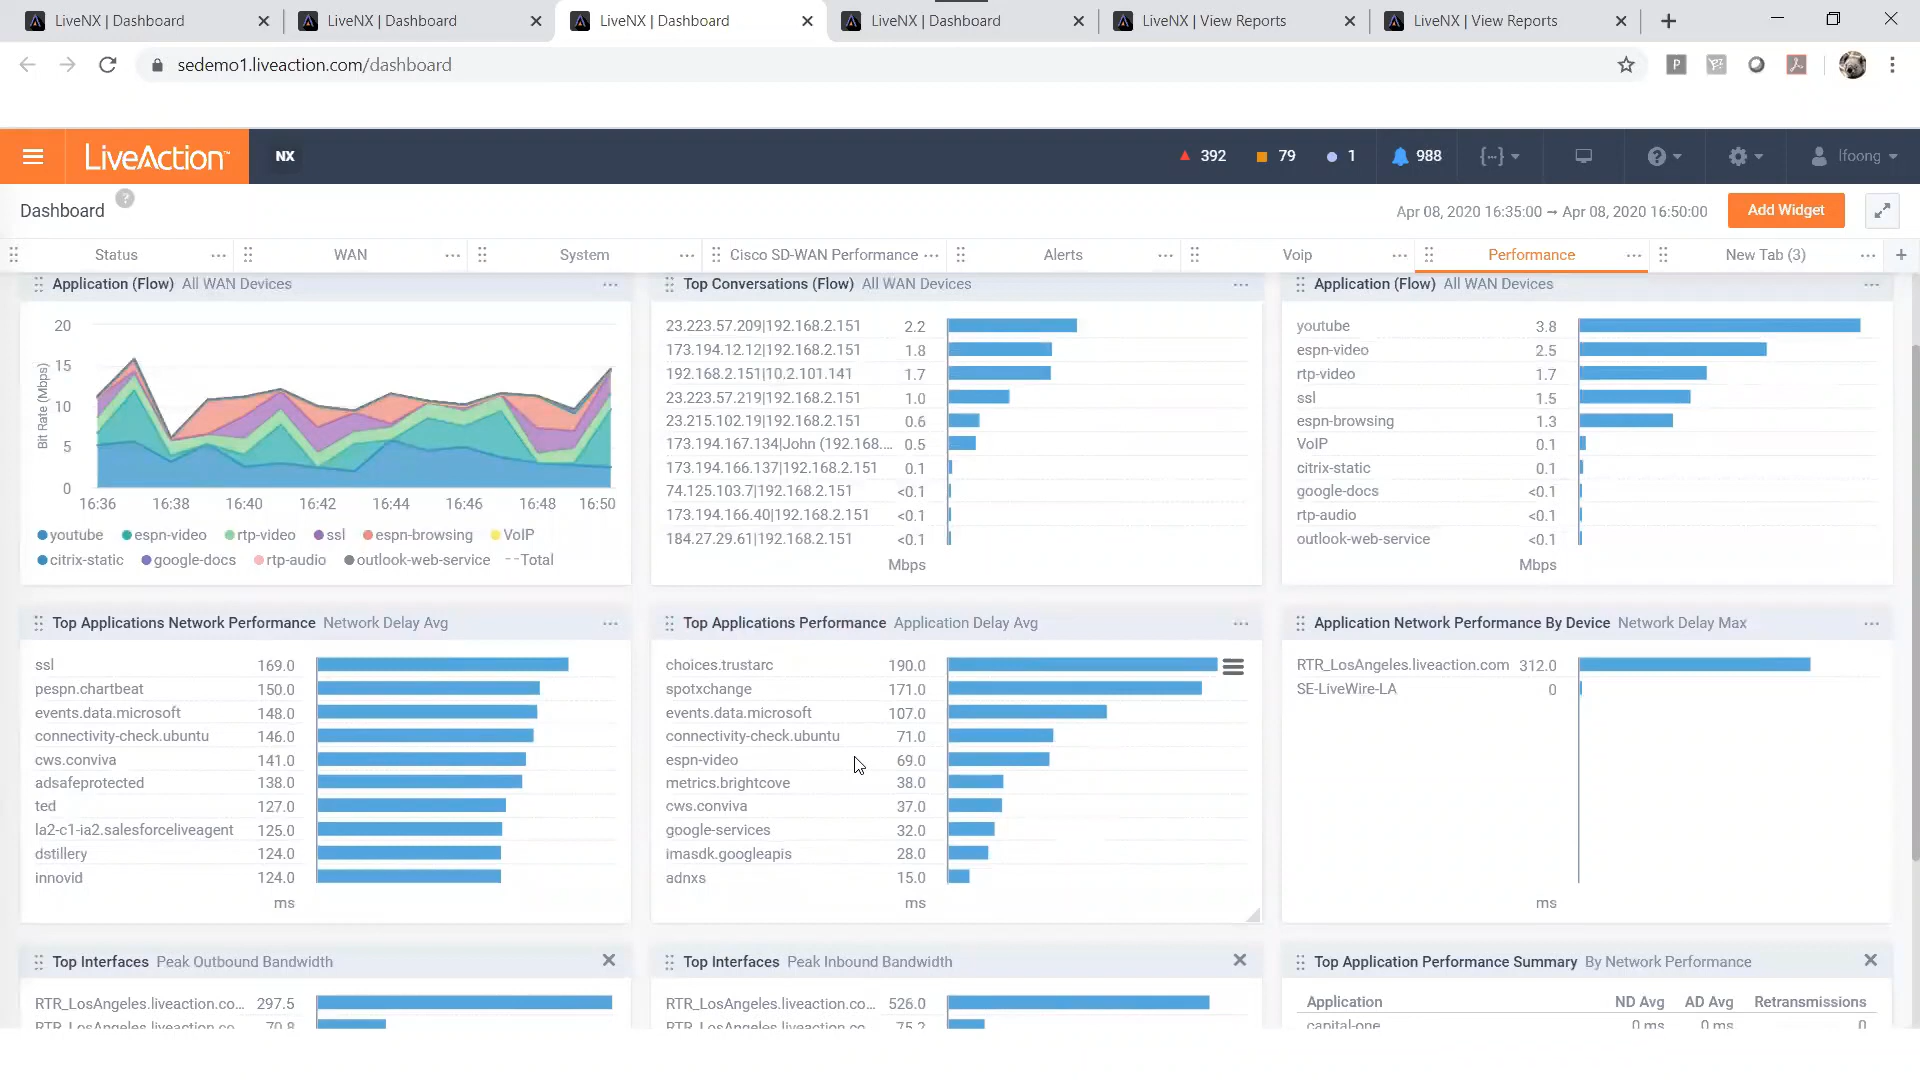 LiveNX | Dashboard
LiveNX | Dashboard
LiveNX | Dashboard
LiveNX | Dashboard
LiveNX | View Reports
LiveNX | View Reports
sedemo1.liveaction.com/dashboard
P
LiveAction™
NX
392
79
1
988
{...}
?
lfoong
Dashboard
?
Apr 08, 2020 16:35:00 → Apr 08, 2020 16:50:00
Add Widget
Status
WAN
System
Cisco SD-WAN Performance
Alerts
Voip
Performance
New Tab (3)
Application (Flow) All WAN Devices
20
15
10
5
0
Bit Rate (Mbps)
16:36 16:38 16:40 16:42 16:44 16:46 16:48 16:50
youtube espn-video rtp-video ssl espn-browsing VoIP
citrix-static google-docs rtp-audio outlook-web-service --Total
Top Conversations (Flow) All WAN Devices
23.223.57.209|192.168.2.151 2.2
173.194.12.12|192.168.2.151 1.8
192.168.2.151|10.2.101.141 1.7
23.223.57.219|192.168.2.151 1.0
23.215.102.19|192.168.2.151 0.6
173.194.167.134|John (192.168.... 0.5
173.194.166.137|192.168.2.151 0.1
74.125.103.7|192.168.2.151 <0.1
173.194.166.40|192.168.2.151 <0.1
184.27.29.61|192.168.2.151 <0.1
Mbps
Application (Flow) All WAN Devices
youtube 3.8
espn-video 2.5
rtp-video 1.7
ssl 1.5
espn-browsing 1.3
VoIP 0.1
citrix-static 0.1
google-docs <0.1
rtp-audio <0.1
outlook-web-service <0.1
Mbps
Top Applications Network Performance Network Delay Avg
ssl 169.0
pespn.chartbeat 150.0
events.data.microsoft 148.0
connectivity-check.ubuntu 146.0
cws.conviva 141.0
adsafeprotected 138.0
ted 127.0
la2-c1-ia2.salesforceliveagent 125.0
dstillery 124.0
innovid 124.0
ms
Top Applications Performance Application Delay Avg
choices.trustarc 190.0
spotxchange 171.0
events.data.microsoft 107.0
connectivity-check.ubuntu 71.0
espn-video 69.0
metrics.brightcove 38.0
cws.conviva 37.0
google-services 32.0
imasdk.googleapis 28.0
adnxs 15.0
ms
Application Network Performance By Device Network Delay Max
RTR_LosAngeles.liveaction.com 312.0
SE-LiveWire-LA 0
ms
Top Interfaces Peak Outbound Bandwidth
RTR_LosAngeles.liveaction.co... 297.5
RTR_LosAngeles.liveaction.co... 70.8
Top Interfaces Peak Inbound Bandwidth
RTR_LosAngeles.liveaction.co... 526.0
RTR_LosAngeles.liveaction.co... 75.2
Top Application Performance Summary By Network Performance
Application ND Avg AD Avg Retransmissions
capital-one 0 ms 0 ms 0